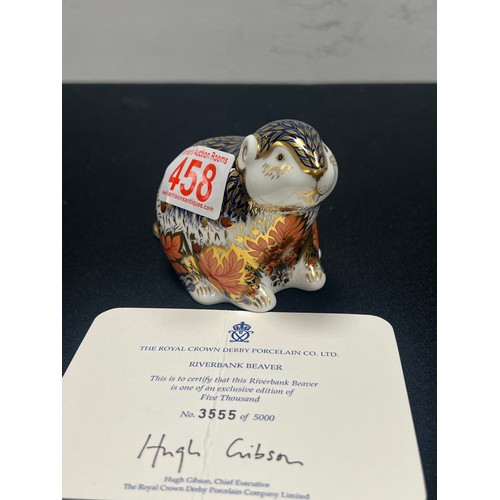 Auction Rooms
458
THE ROYAL CROWN DERBY PORCELAIN CO. LTD.
RIVERBANK BEAVER
This is to certify that this Riverbank Beaver
is one of an exclusive edition of
Five Thousand
No. 3555 of 5000
Hugh Gibson
Hugh Gibson, Chief Executive
The Royal Crown Derby Porcelain Company Limited